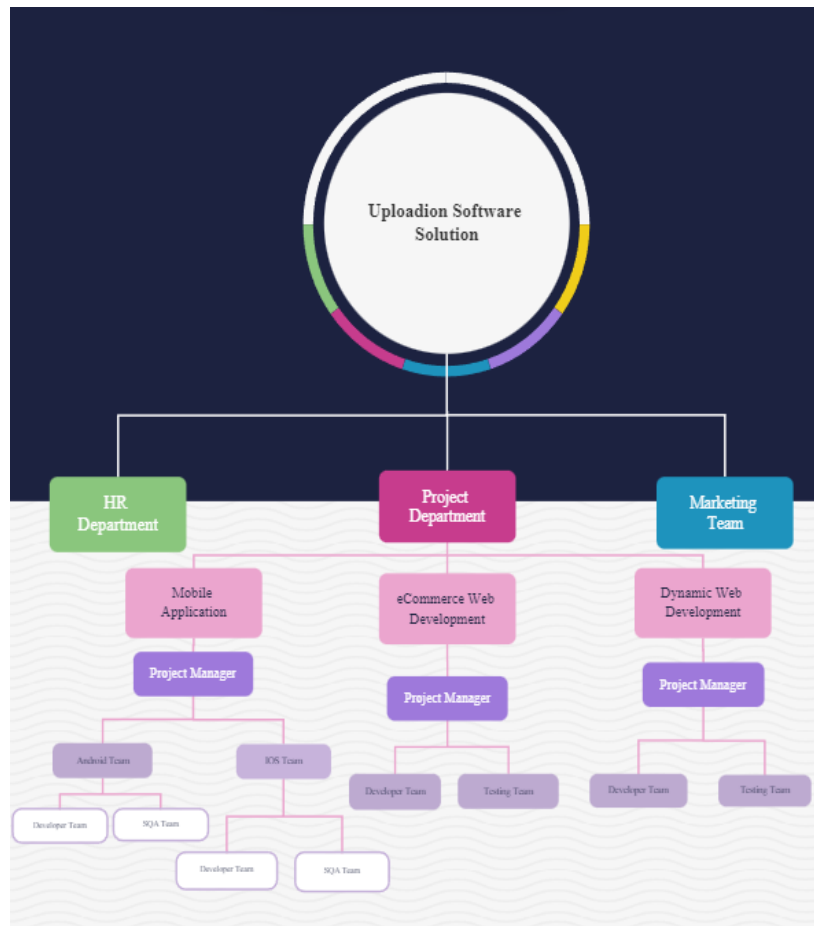 Uploadion Software
Solution
HR
Department
Project
Department
Marketing
Team
Mobile
Application
eCommerce Web
Development
Dynamic Web
Development
Project Manager
Project Manager
Project Manager
Android Team
IOS Team
Developer Team
Testing Team
Developer Team
Testing Team
Developer Team
SQA Team
Developer Team
SQA Team